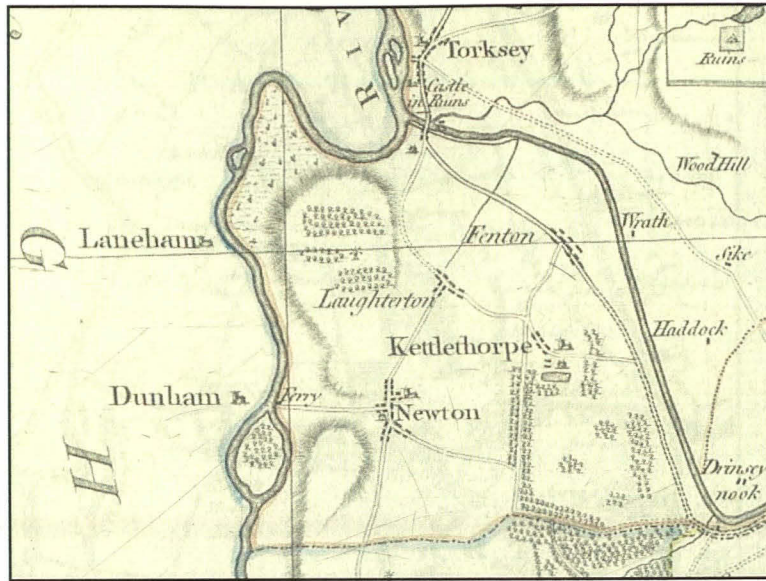 RIV
Torksey
Castle
in Ruins
Ruins
Wood Hill
Laneham
G
Fenton
Wrath
Sike
Laughterton
Kettlethorpe
Haddock
Dunham
Ferry
Newton
H
Drinsey
nook